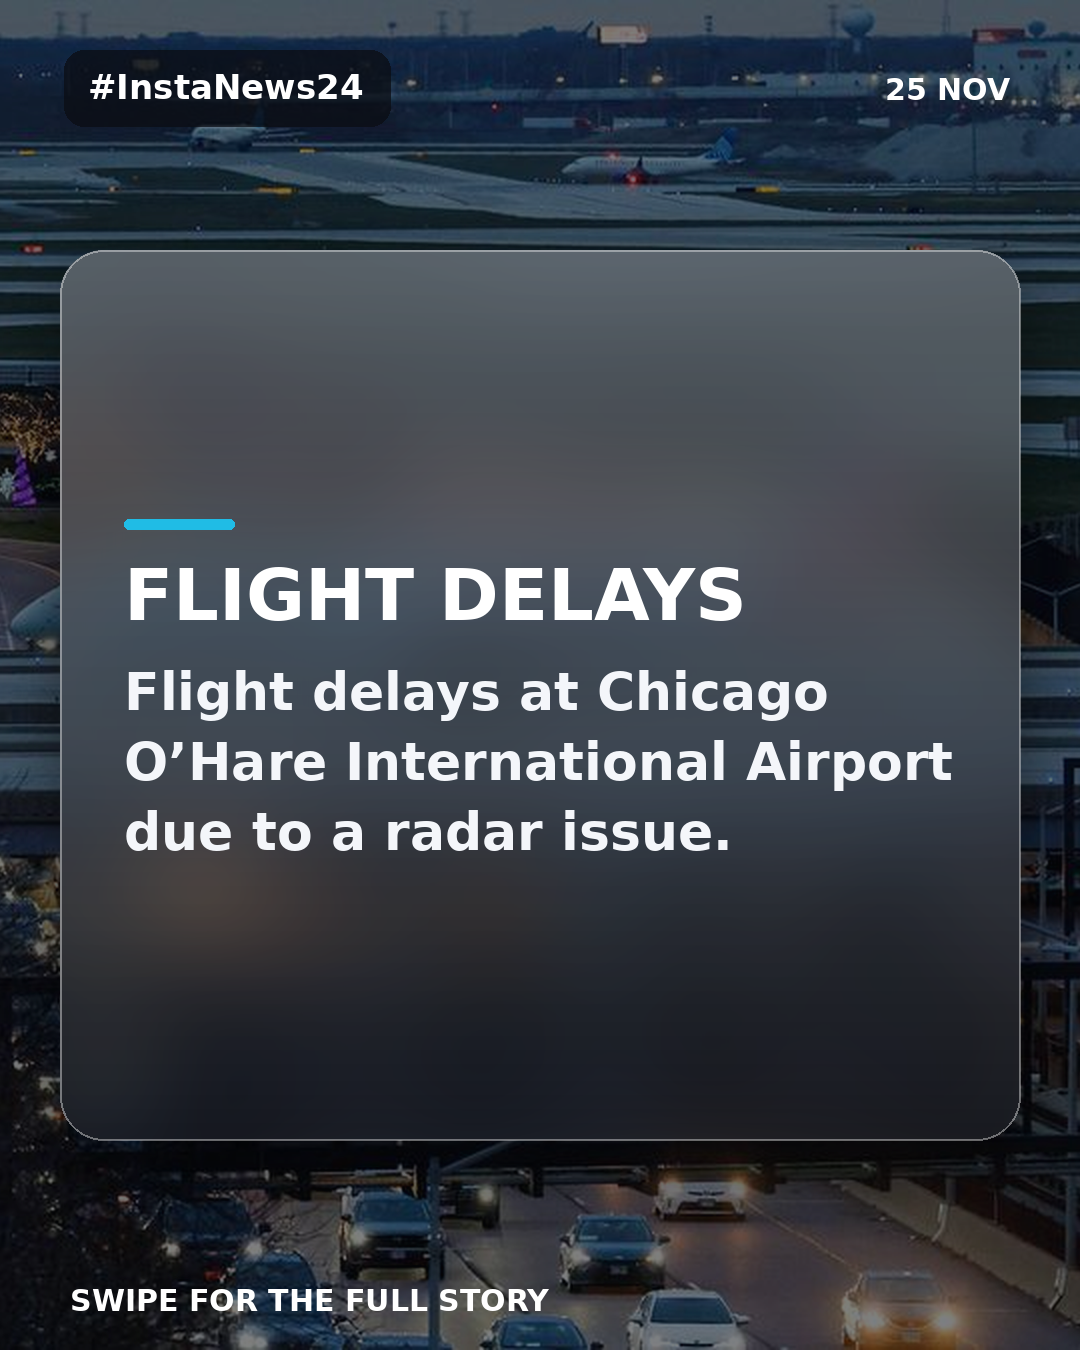 #InstaNews24
25 NOV
FLIGHT DELAYS
Flight delays at Chicago
O’Hare International Airport
due to a radar issue.
SWIPE FOR THE FULL STORY